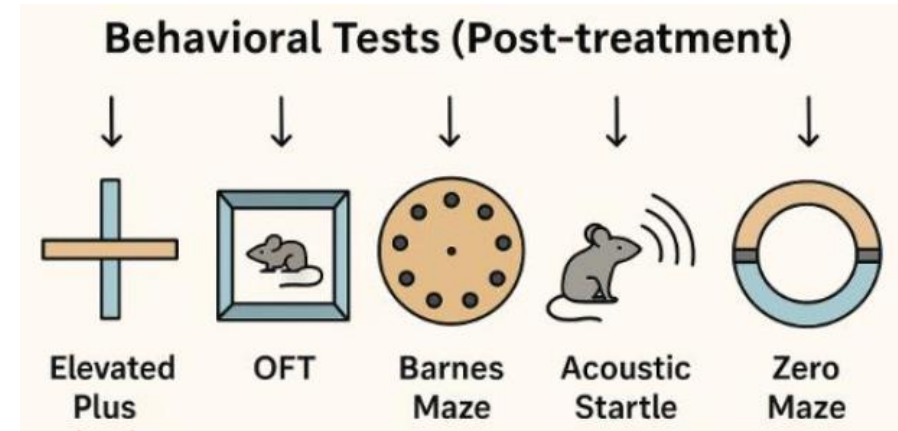 Behavioral Tests (Post-treatment)
Elevated
Plus
OFT
Barnes
Maze
Acoustic
Startle
Zero
Maze